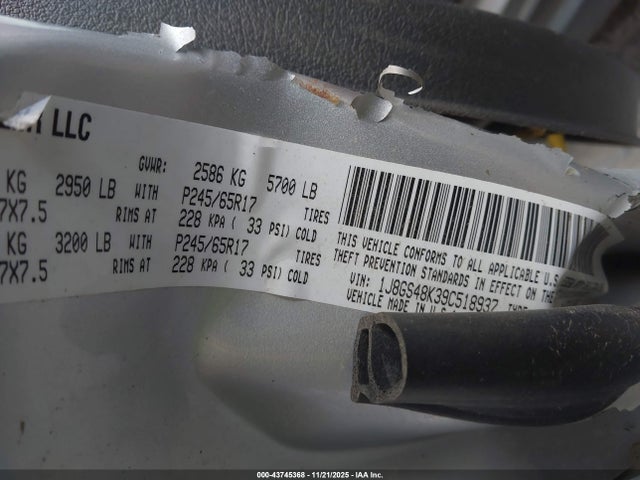 LLC
GVWR: 2586 KG 5700 LB
KG 2950 LB WITH P245/65R17 TIRES
7X7.5 RIMS AT 228 KPA ( 33 PSI) COLD
KG 3200 LB WITH P245/65R17 TIRES
7X7.5 RIMS AT 228 KPA ( 33 PSI) COLD
THIS VEHICLE CONFORMS TO ALL APPLICABLE U.S
THEFT PREVENTION STANDARDS IN EFFECT ON THE
VIN: 1J8GS48K39C518937
VEHICLE MADE IN U.S
000-43745368 - 11/21/2025 - IAA Inc.